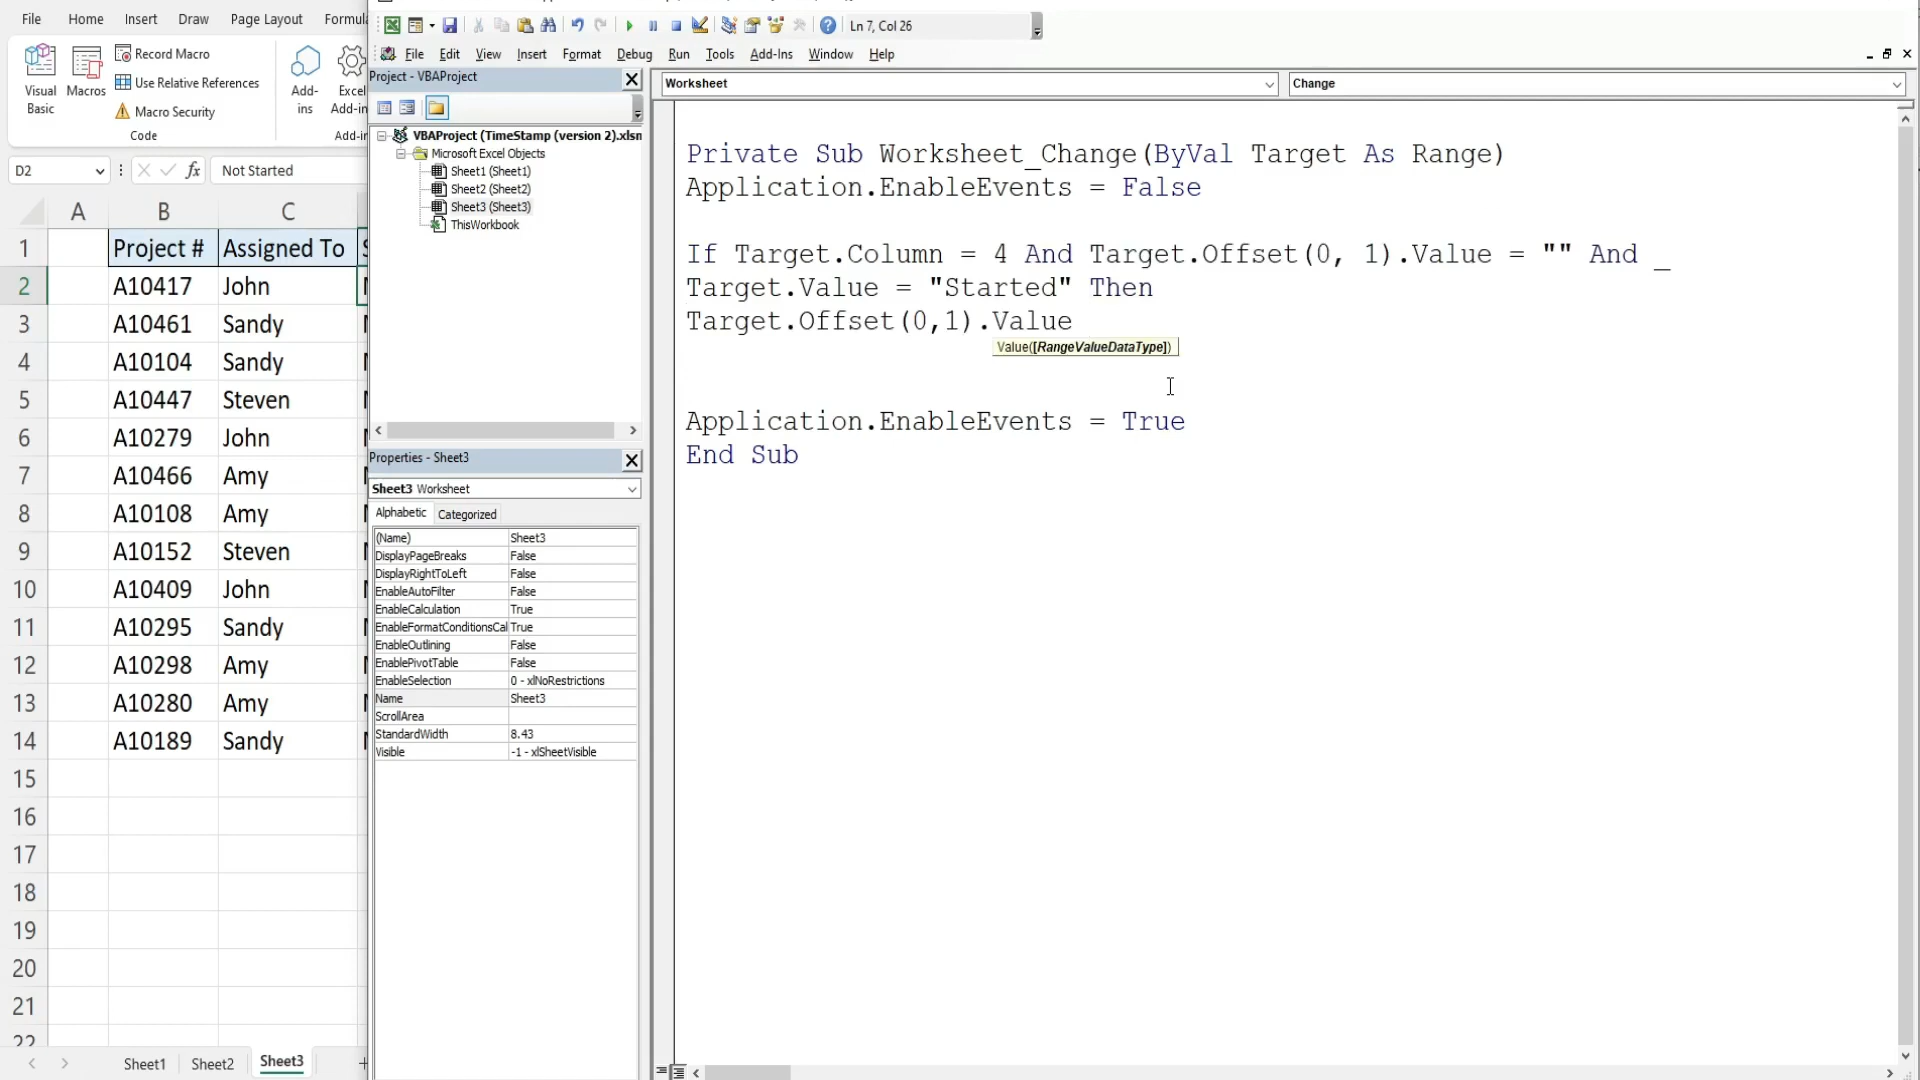 File Home Insert Draw Page Layout
Visual Basic
Macros
Record Macro
Use Relative References
Macro Security
Code
Add-ins
Excel
D2
fx
Not Started
A B C
1 Project # Assigned To
2 A10417 John
3 A10461 Sandy
4 A10104 Sandy
5 A10447 Steven
6 A10279 John
7 A10466 Amy
8 A10108 Amy
9 A10152 Steven
10 A10409 John
11 A10295 Sandy
12 A10298 Amy
13 A10280 Amy
14 A10189 Sandy
15
16
17
18
19
20
21
22
Sheet1 Sheet2 Sheet3
Ln 7, Col 26
File Edit View Insert Format Debug Run Tools Add-Ins Window Help
Project - VBAProject
VBAProject (TimeStamp (version 2).xlsm
Microsoft Excel Objects
Sheet1 (Sheet1)
Sheet2 (Sheet2)
Sheet3 (Sheet3)
ThisWorkbook
Properties - Sheet3
Sheet3 Worksheet
Alphabetic Categorized
(Name) Sheet3
DisplayPageBreaks False
DisplayRightToLeft False
EnableAutoFilter False
EnableCalculation True
EnableFormatConditionsCal True
EnableOutlining False
EnablePivotTable False
EnableSelection 0 - xlNoRestrictions
Name Sheet3
ScrollArea
StandardWidth 8.43
Visible -1 - xlSheetVisible
Worksheet
Change
Private Sub Worksheet_Change(ByVal Target As Range)
Application.EnableEvents = False
If Target.Column = 4 And Target.Offset(0, 1).Value = "" And _
Target.Value = "Started" Then
Target.Offset(0,1).Value
Value([RangeValueDataType])
Application.EnableEvents = True
End Sub